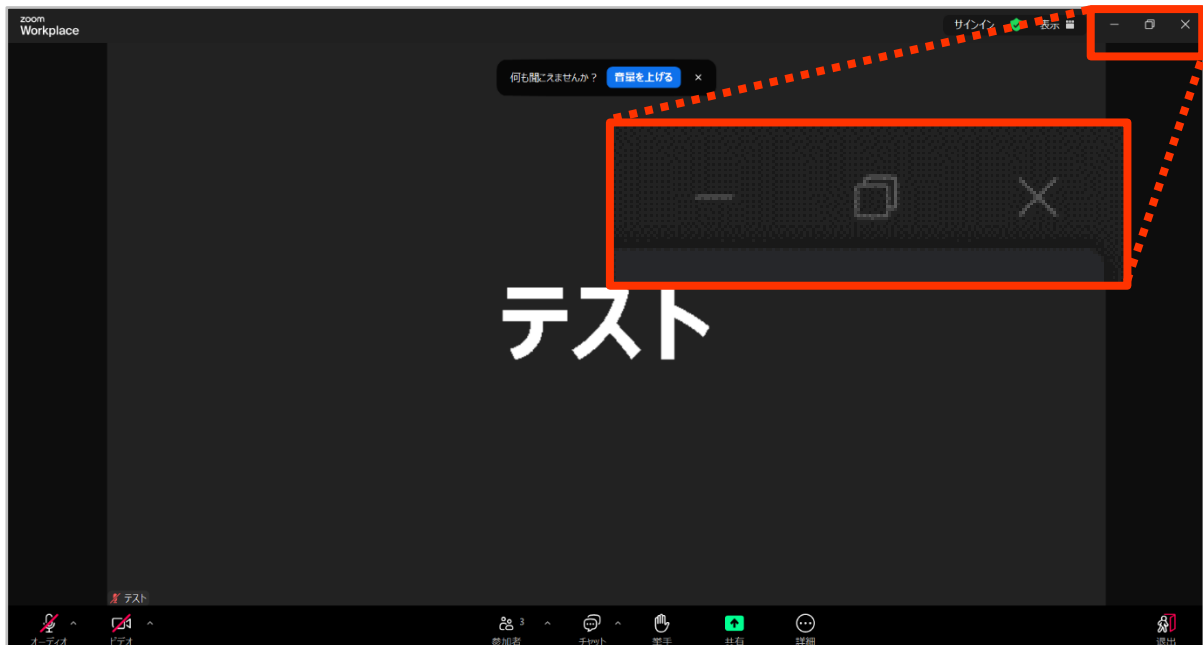 zoom
Workplace
サインイン
表示
何も聞こえませんか？ 音量を上げる
テスト
テスト
オーディオ
ビデオ
参加者
3
チャット
挙手
共有
詳細
退出